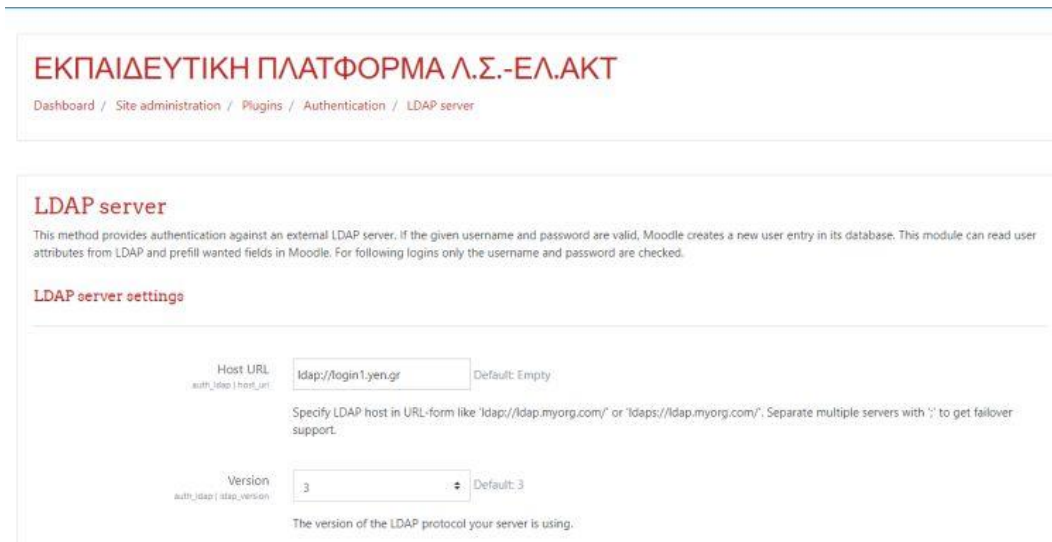 ΕΚΠΑΙΔΕΥΤΙΚΗ ΠΛΑΤΦΟΡΜΑ Λ.Σ.-ΕΛ.ΑΚΤ
Dashboard / Site administration / Plugins / Authentication / LDAP server
LDAP server
This method provides authentication against an external LDAP server. If the given username and password are valid, Moodle creates a new user entry in its database. This module can read user
attributes from LDAP and prefill wanted fields in Moodle. For following logins only the username and password are checked.
LDAP server settings
Host URL
auth_ldap | host_url
ldap://login1.yen.gr
Default: Empty
Specify LDAP host in URL-form like 'ldap://ldap.myorg.com/' or 'ldaps://ldap.myorg.com/'. Separate multiple servers with ';' to get failover
support.
Version
auth_ldap | ldap_version
3
Default: 3
The version of the LDAP protocol your server is using.